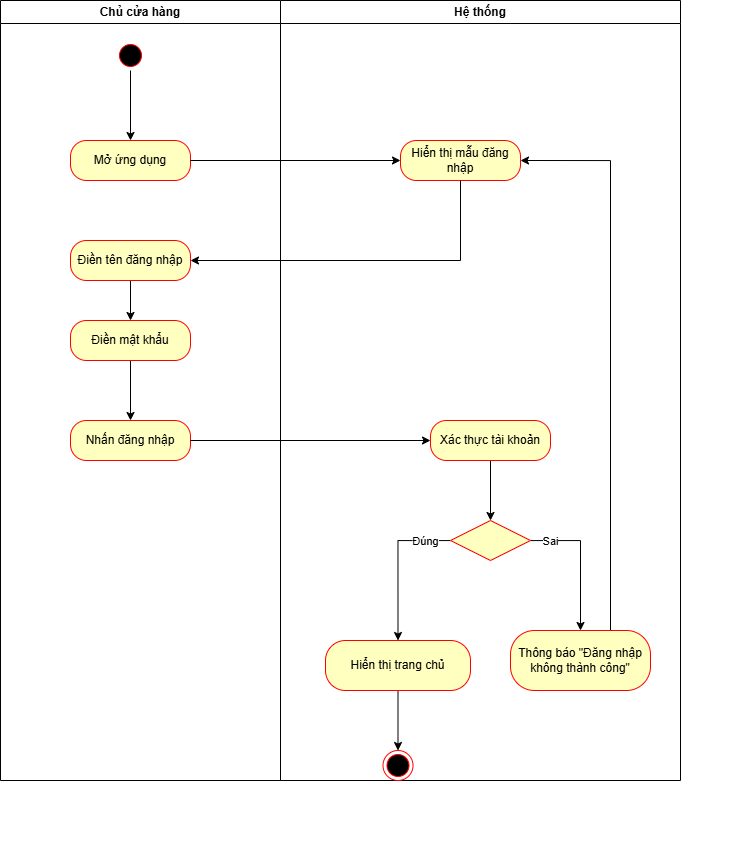 Chủ cửa hàng
Hệ thống
Mở ứng dụng
Hiển thị mẫu đăng
nhập
Điền tên đăng nhập
Điền mật khẩu
Nhấn đăng nhập
Xác thực tài khoản
Đúng
Sai
Hiển thị trang chủ
Thông báo "Đăng nhập
không thành công"